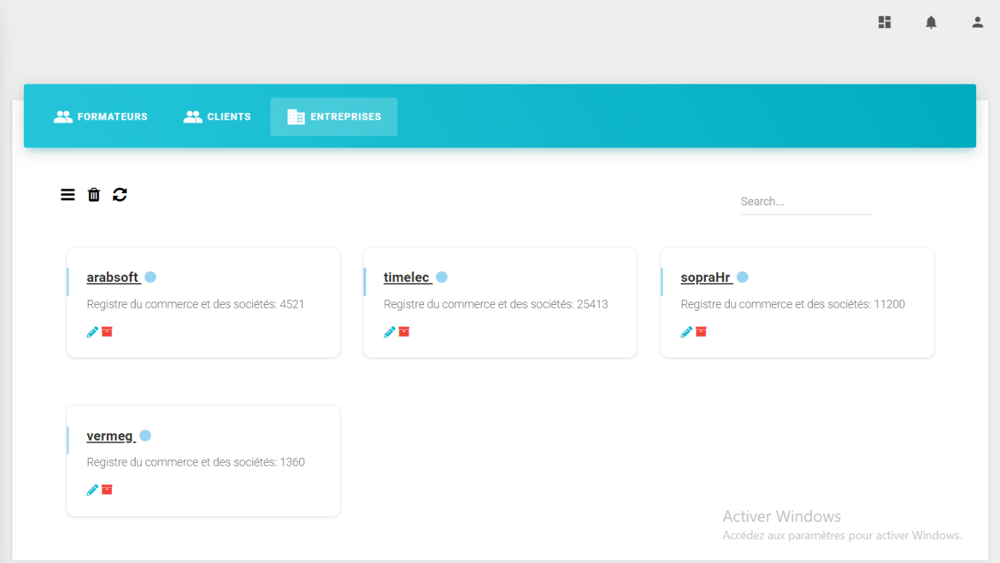 FORMATEURS CLIENTS ENTREPRISES
Search...
arabsoft
Registre du commerce et des sociétés: 4521
timelec
Registre du commerce et des sociétés: 25413
sopraHr
Registre du commerce et des sociétés: 11200
vermeg
Registre du commerce et des sociétés: 1360
Activer Windows
Accédez aux paramètres pour activer Windows.